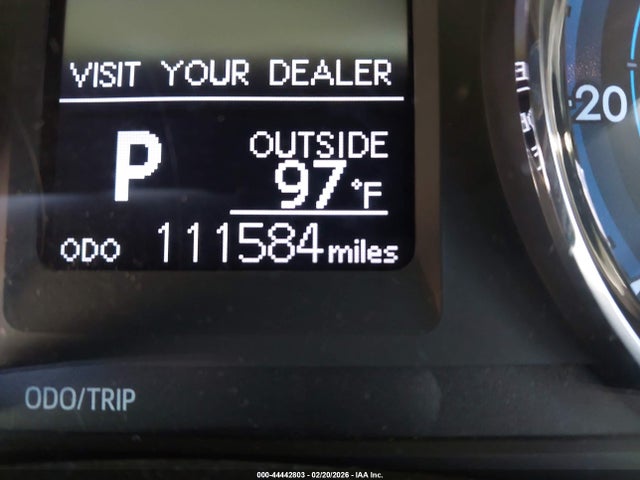 VISIT YOUR DEALER
P
OUTSIDE
97 °F
ODO 111584 miles
20
ODO/TRIP
000-44442803 - 02/20/2026 - IAA Inc.